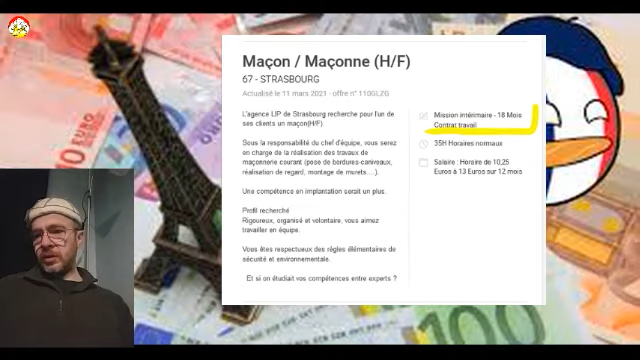 Maçon / Maçonne (H/F)
67 - STRASBOURG
Actualisé le 11 mars 2021 - offre n° 110GLZG
L'agence LIP de Strasbourg recherche pour l'un de
ses clients un maçon(H/F)
Sous la responsabilité du chef d'équipe, vous serez
en charge de la réalisation des travaux de
maçonnerie courant (pose de bordures-caniveaux,
réalisation de regard, montage de murets....)
Une compétence en implantation serait un plus.
Profil recherché
Rigoureux, organisé et volontaire, vous aimez
travailler en équipe.
Vous êtes respectueux des règles élémentaires de
sécurité et environnementale.
Et si on étudiait vos compétences entre experts ?
Mission intérimaire - 18 Mois
Contrat travail
35H Horaires normaux
Salaire : Horaire de 10,25
Euros à 13 Euros sur 12 mois
10
100